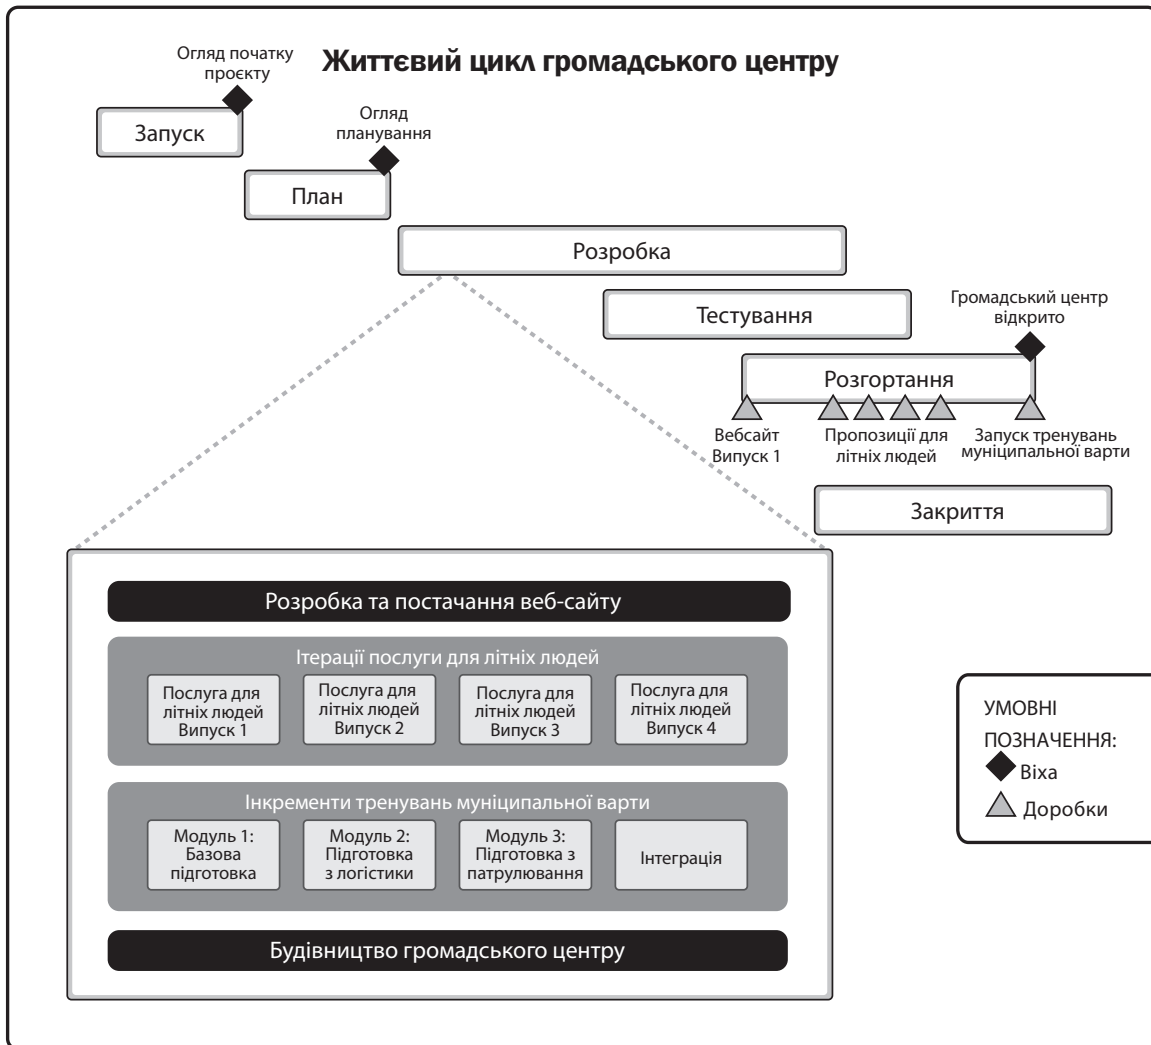 Життєвий цикл громадського центру
Огляд початку
проєкту
Запуск
Огляд
планування
План
Розробка
Тестування
Громадський центр
відкрито
Розгортання
Вебсайт
Випуск 1
Пропозиції для
літніх людей
Запуск тренувань
муніципальної варти
Закриття
Розробка та постачання веб-сайту
Ітерації послуги для літніх людей
Послуга для
літніх людей
Випуск 1
Послуга для
літніх людей
Випуск 2
Послуга для
літніх людей
Випуск 3
Послуга для
літніх людей
Випуск 4
Інкременти тренувань муніципальної варти
Модуль 1:
Базова
підготовка
Модуль 2:
Підготовка
з логістики
Модуль 3:
Підготовка з
патрулювання
Інтеграція
Будівництво громадського центру
УМОВНІ
ПОЗНАЧЕННЯ:
Віха
Доробки